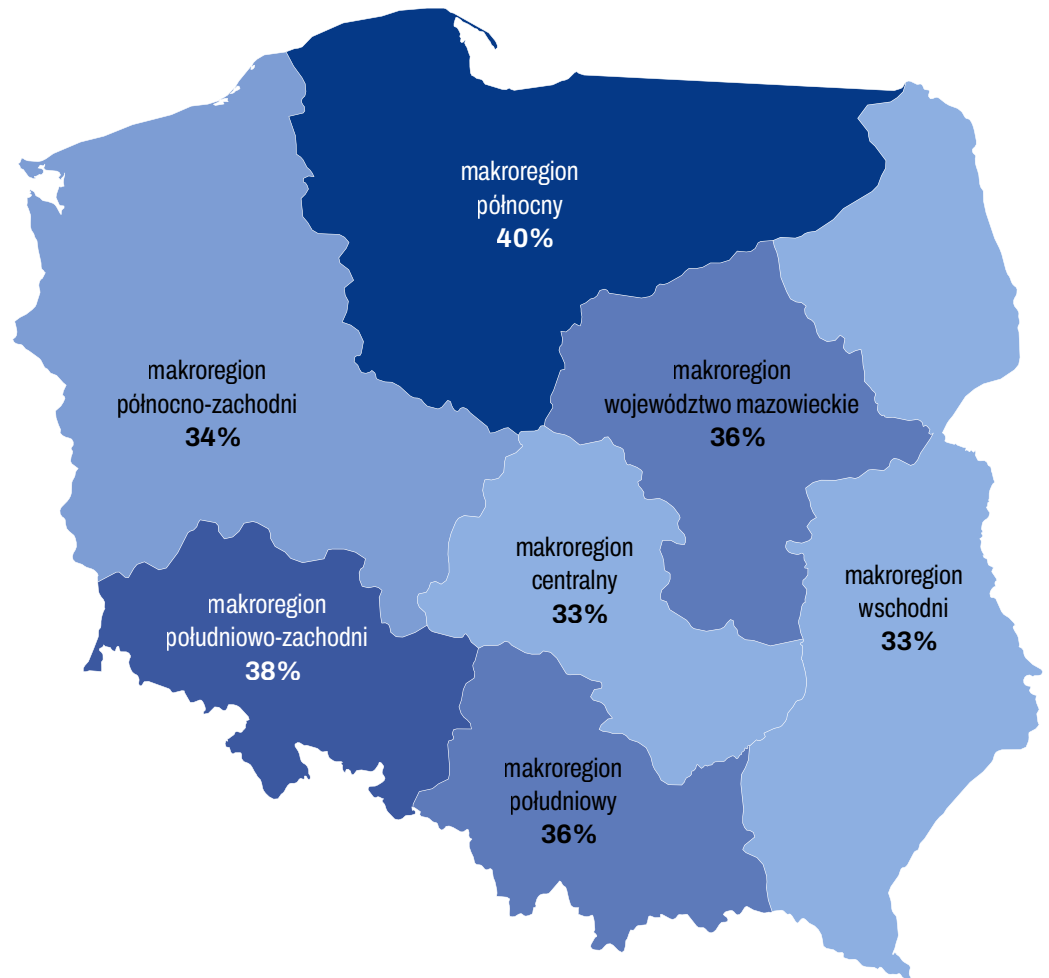 makroregion
północny
40%
makroregion
północno-zachodni
34%
makroregion
województwo mazowieckie
36%
makroregion
centralny
33%
makroregion
wschodni
33%
makroregion
południowo-zachodni
38%
makroregion
południowy
36%